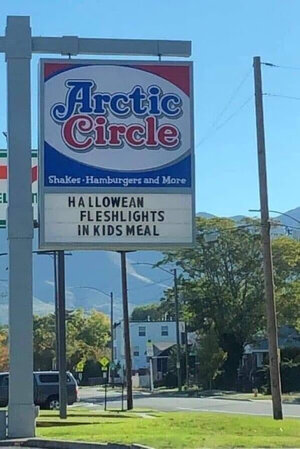 Arctic
Circle
Shakes·Hamburgers and More
HALLOWEAN
FLESHLIGHTS
IN KIDS MEAL